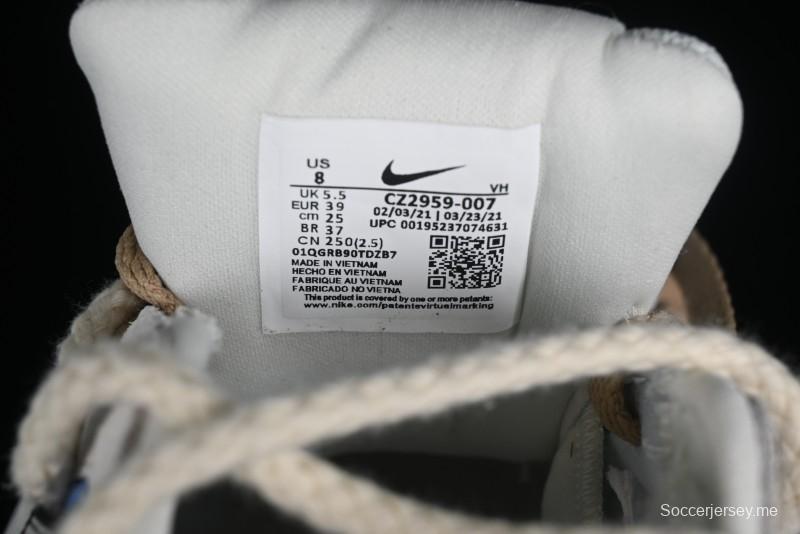 US
8
VH
UK 5.5
EUR 39
cm 25
BR 37
CN 250(2.5)
CZ2959-007
02/03/21 | 03/23/21
UPC 00195237074631
01QGRB90TDZB7
MADE IN VIETNAM
HECHO EN VIETNAM
FABRIQUE AU VIETNAM
FABRICADO NO VIETNA
This product is covered by one or more patents:
www.nike.com/patentsvirtualmarking
Soccerjersey.me